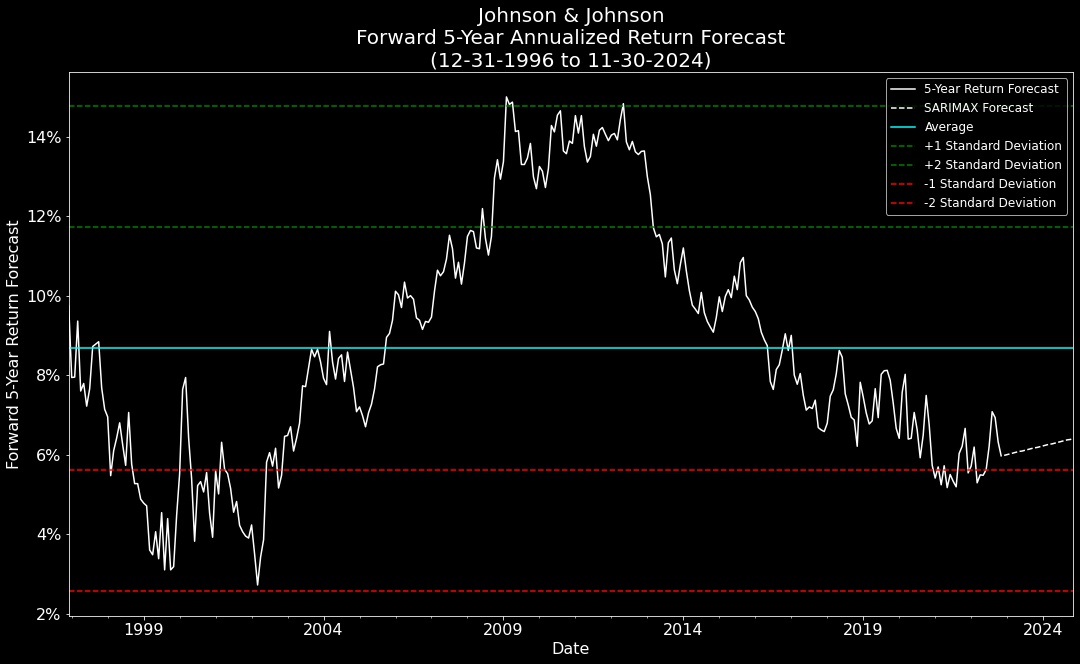 Johnson & Johnson
Forward 5-Year Annualized Return Forecast
(12-31-1996 to 11-30-2024)
5-Year Return Forecast
SARIMAX Forecast
Average
+1 Standard Deviation
+2 Standard Deviation
-1 Standard Deviation
-2 Standard Deviation
14%
12%
10%
8%
6%
4%
2%
Forward 5-Year Return Forecast
1999
2004
2009
2014
2019
2024
Date